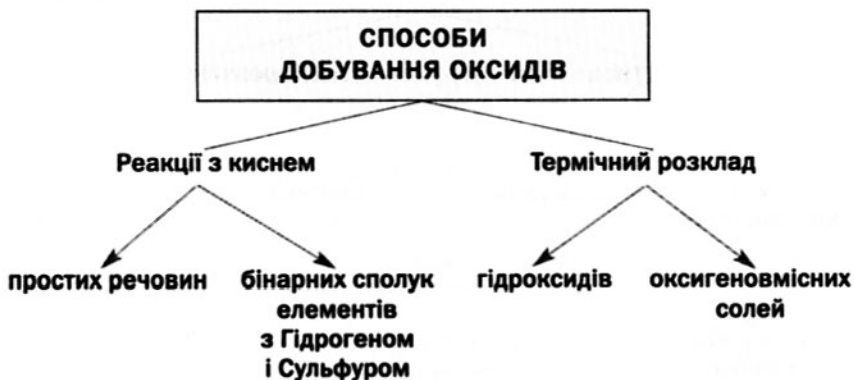 СПОСОБИ
ДОБУВАННЯ ОКСИДІВ
Реакції з киснем
Термічний розклад
простих речовин
бінарних сполук
елементів
з Гідрогеном
і Сульфуром
гідроксидів
оксигеновмісних
солей